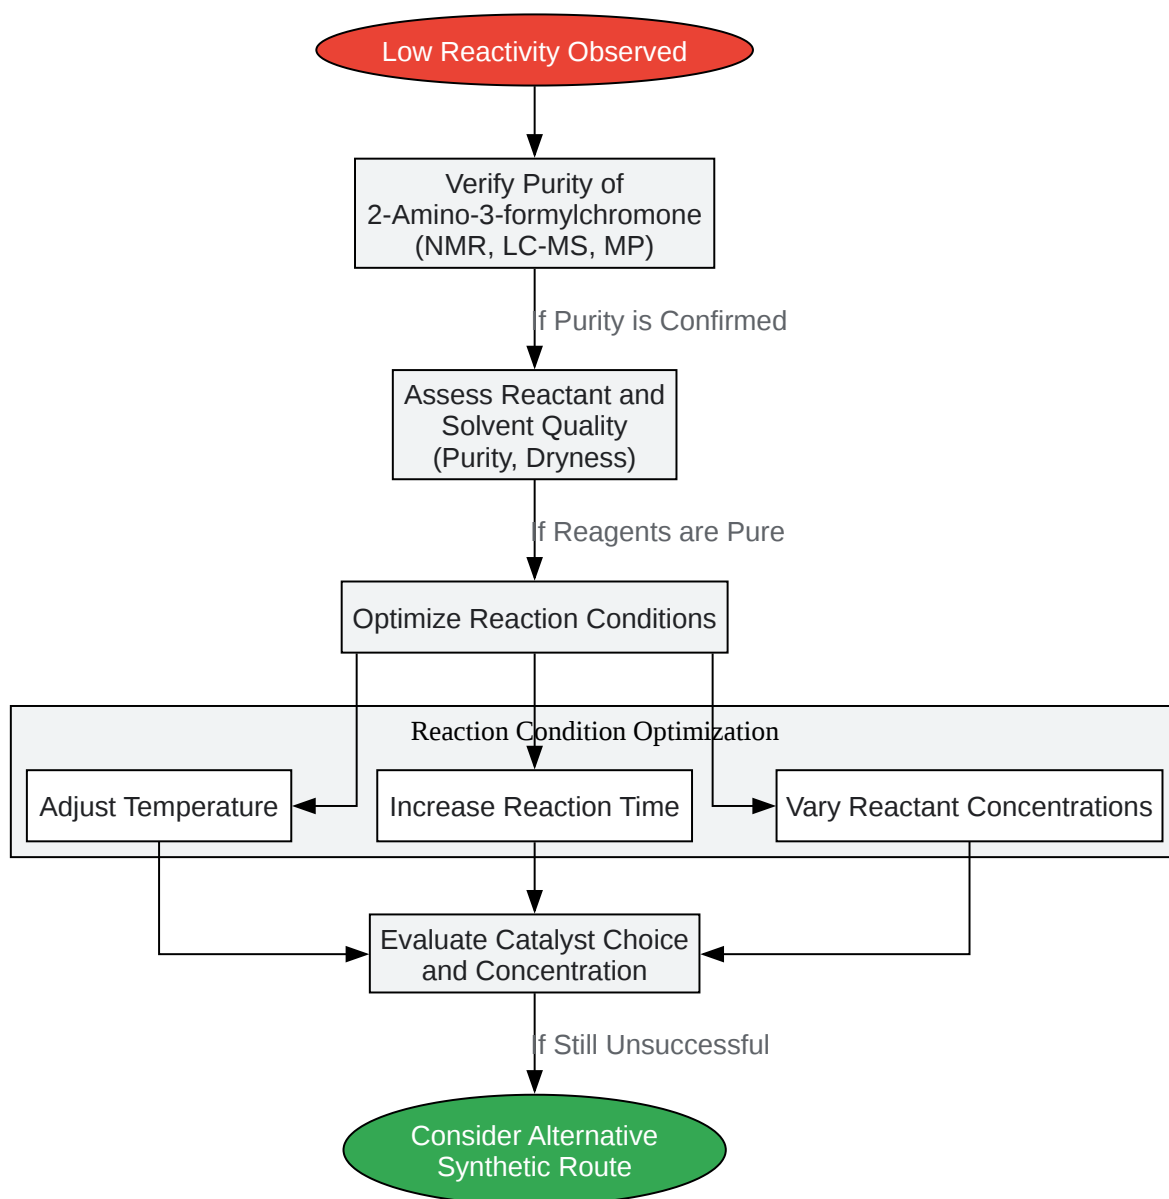 Low Reactivity Observed
Verify Purity of
2-Amino-3-formylchromone
(NMR, LC-MS, MP)
If Purity is Confirmed
Assess Reactant and
Solvent Quality
(Purity, Dryness)
If Reagents are Pure
Optimize Reaction Conditions
Reaction Condition Optimization
Adjust Temperature
Increase Reaction Time
Vary Reactant Concentrations
Evaluate Catalyst Choice
and Concentration
If Still Unsuccessful
Consider Alternative
Synthetic Route